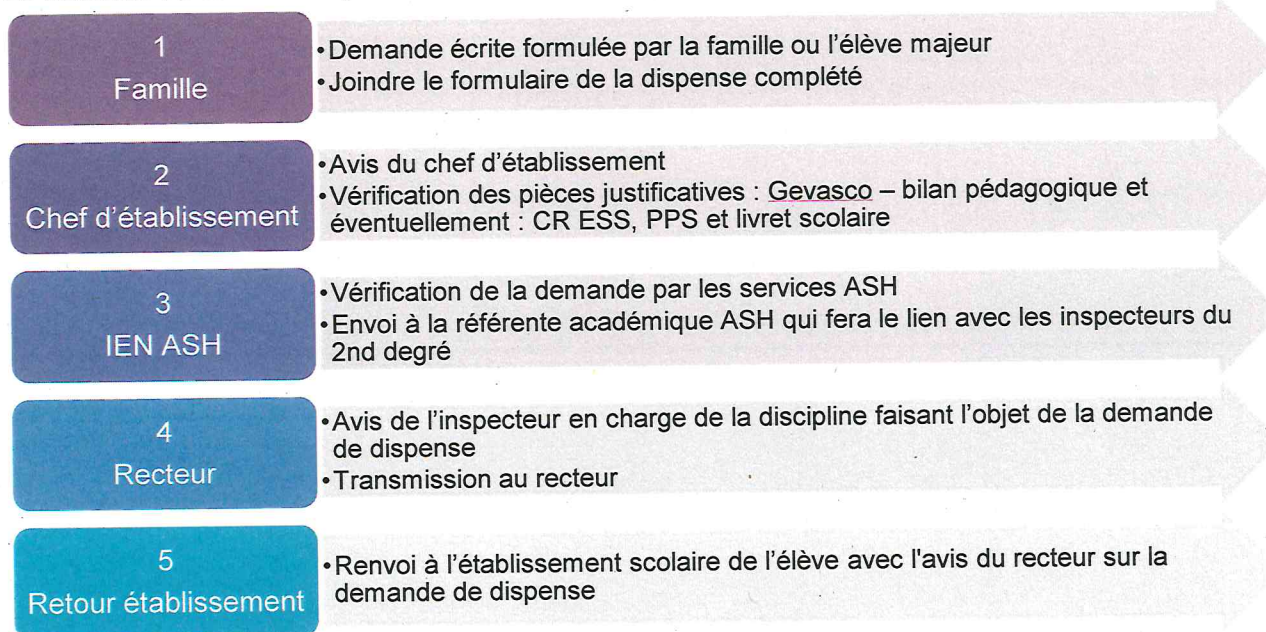 1
Famille
•Demande écrite formulée par la famille ou l'élève majeur
•Joindre le formulaire de la dispense complété
2
Chef d'établissement
•Avis du chef d'établissement
•Vérification des pièces justificatives : Gevasco – bilan pédagogique et
éventuellement : CR ESS, PPS et livret scolaire
3
IEN ASH
•Vérification de la demande par les services ASH
•Envoi à la référente académique ASH qui fera le lien avec les inspecteurs du
2nd degré
4
Recteur
•Avis de l'inspecteur en charge de la discipline faisant l'objet de la demande
de dispense
•Transmission au recteur
5
Retour établissement
•Renvoi à l'établissement scolaire de l'élève avec l'avis du recteur sur la
demande de dispense